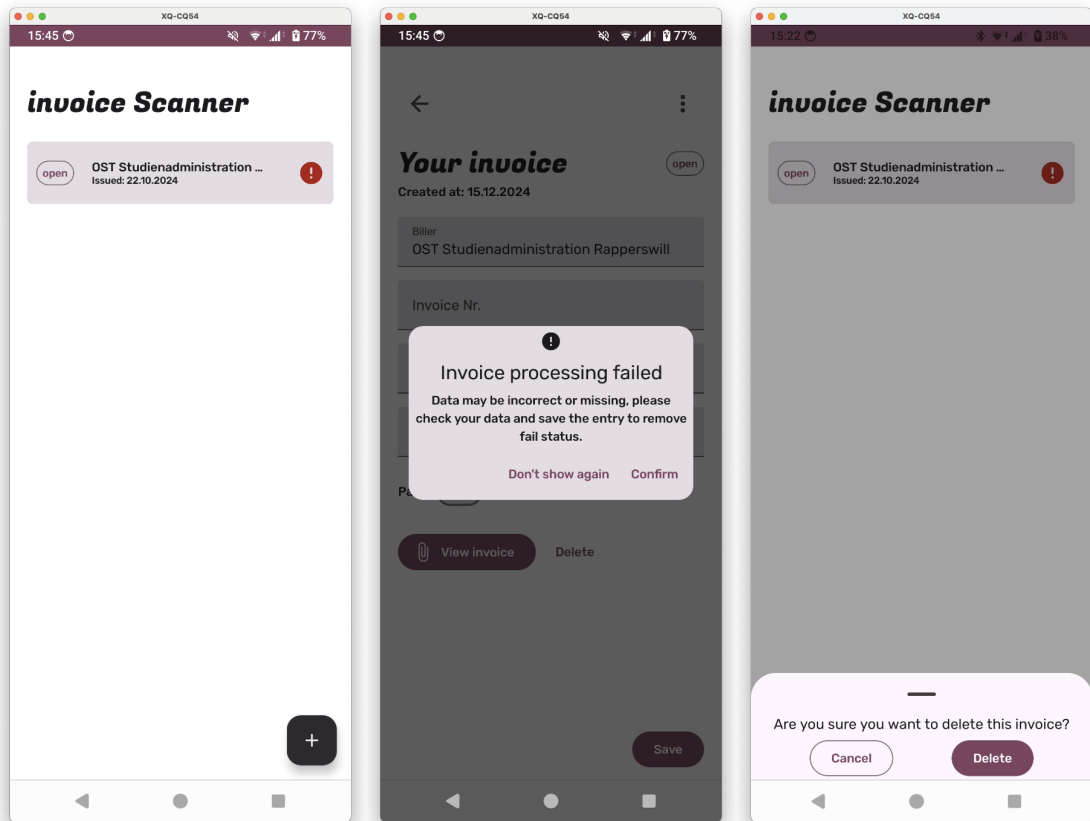 XQ-CQ54
15:45
77%
invoice Scanner
open
OST Studienadministration ...
Issued: 22.10.2024
+
XQ-CQ54
15:45
77%
Your invoice
open
Created at: 15.12.2024
Biller
OST Studienadministration Rapperswill
Invoice Nr.
Invoice processing failed
Data may be incorrect or missing, please
check your data and save the entry to remove
fail status.
Don't show again
Confirm
View invoice
Delete
Save
XQ-CQ54
15:22
38%
invoice Scanner
open
OST Studienadministration ...
Issued: 22.10.2024
Are you sure you want to delete this invoice?
Cancel
Delete